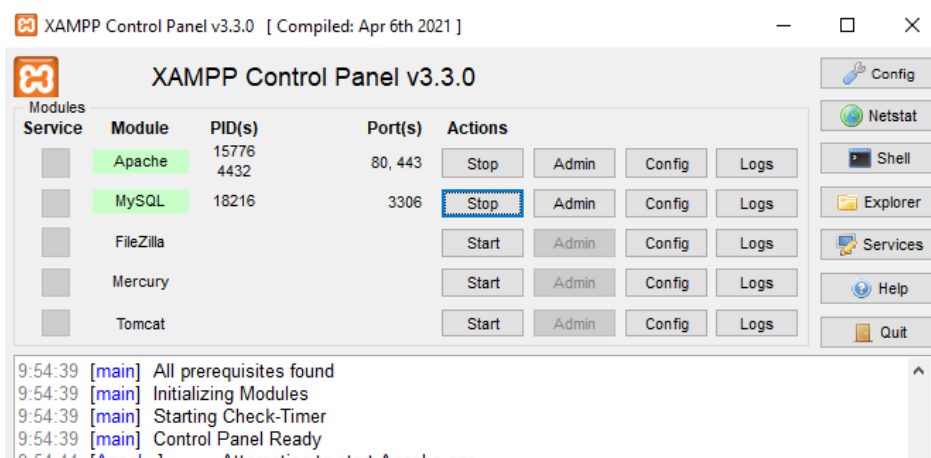 XAMPP Control Panel v3.3.0 [ Compiled: Apr 6th 2021 ]
XAMPP Control Panel v3.3.0
Config
Modules
Service Module PID(s) Port(s) Actions
Netstat
Apache 15776 4432 80, 443 Stop Admin Config Logs
Shell
MySQL 18216 3306 Stop Admin Config Logs
Explorer
FileZilla Start Admin Config Logs
Services
Mercury Start Admin Config Logs
Help
Tomcat Start Admin Config Logs
Quit
9:54:39 [main] All prerequisites found
9:54:39 [main] Initializing Modules
9:54:39 [main] Starting Check-Timer
9:54:39 [main] Control Panel Ready